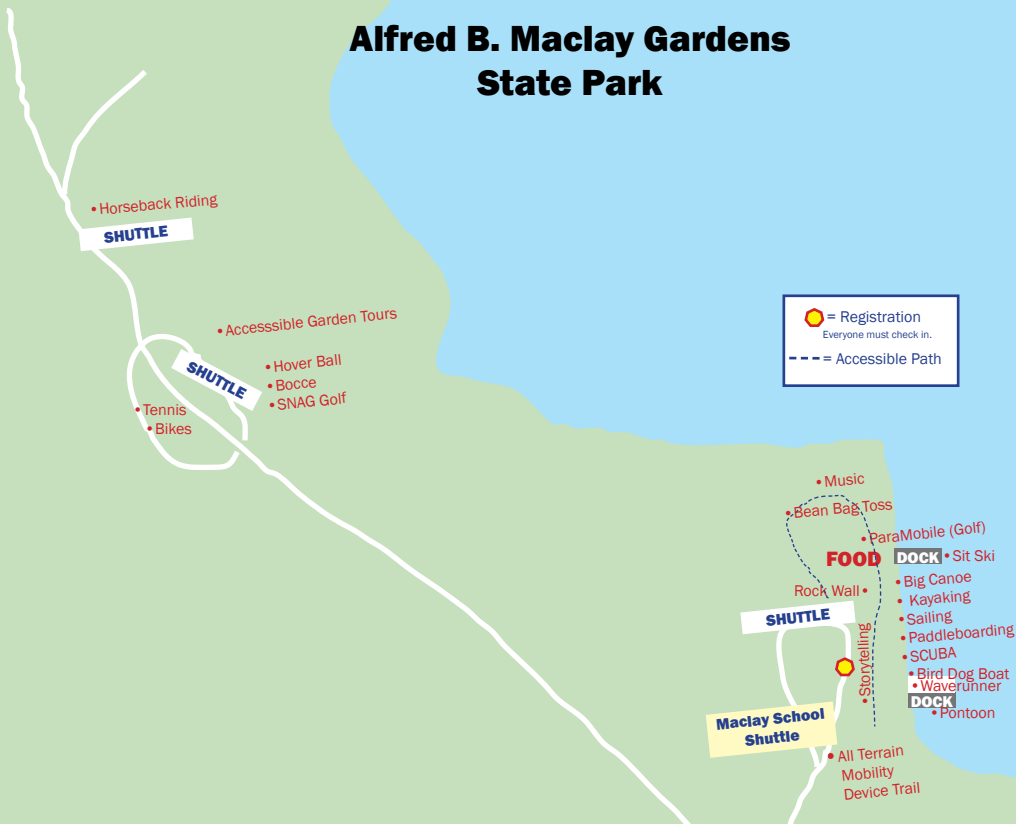 Alfred B. Maclay Gardens
State Park
• Horseback Riding
SHUTTLE
• Accesssible Garden Tours
SHUTTLE
• Hover Ball
• Bocce
• SNAG Golf
• Tennis
• Bikes
= Registration
Everyone must check in.
= Accessible Path
• Music
• Bean Bag Toss
• ParaMobile (Golf)
FOOD
DOCK • Sit Ski
• Big Canoe
Rock Wall •
• Kayaking
• Sailing
SHUTTLE
• Paddleboarding
• Storytelling
• SCUBA
• Bird Dog Boat
• Waverunner
DOCK
• Pontoon
Maclay School
Shuttle
• All Terrain
Mobility
Device Trail